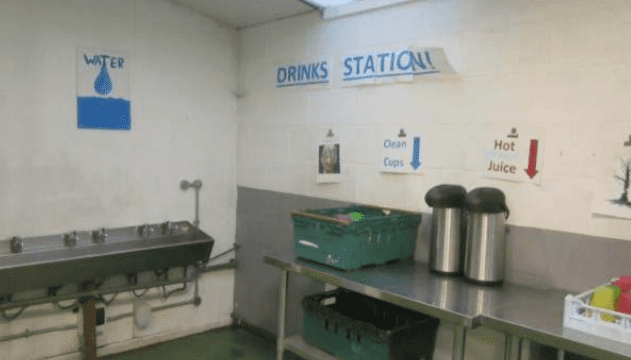 WATER
DRINKS STATION!
Clean
Cups
Hot
Juice